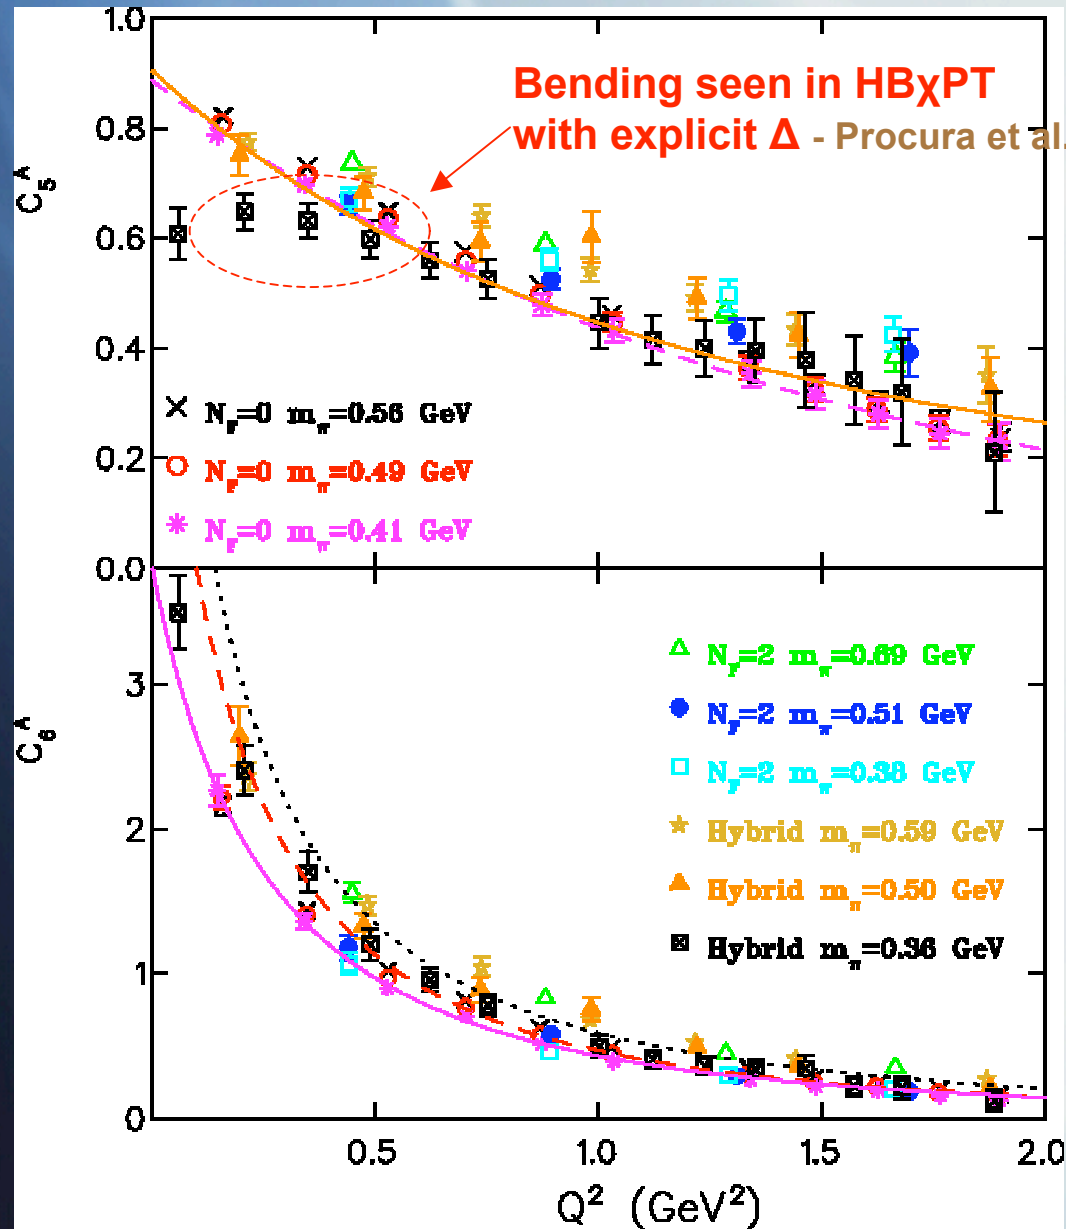 1.0
Bending seen in HBχPT
with explicit Δ - Procura et al.
0.8
C₅ᴬ
0.6
0.4
× N_F=0 m_π=0.56 GeV
N_F=0 m_π=0.49 GeV
0.2
N_F=0 m_π=0.41 GeV
0.0
N_F=2 m_π=0.69 GeV
3
N_F=2 m_π=0.51 GeV
C₆ᴬ
N_F=2 m_π=0.38 GeV
2
Hybrid m_π=0.59 GeV
Hybrid m_π=0.50 GeV
Hybrid m_π=0.36 GeV
1
0
0.5 1.0 1.5 2.0
Q² (GeV²)